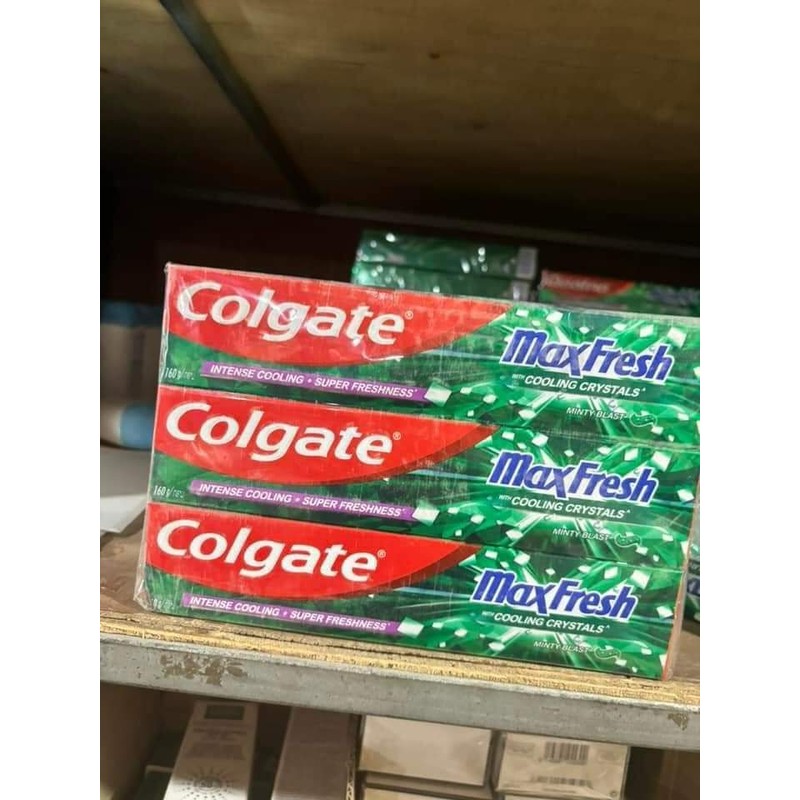 Colgate®
160 g/
INTENSE COOLING + SUPER FRESHNESS*
MaxFresh
WITH COOLING CRYSTALS^
MINTY BLAST
Colgate®
160 g/
INTENSE COOLING + SUPER FRESHNESS*
MaxFresh
WITH COOLING CRYSTALS^
MINTY BLAST
Colgate®
INTENSE COOLING + SUPER FRESHNESS*
MaxFresh
WITH COOLING CRYSTALS^
MINTY BLAST